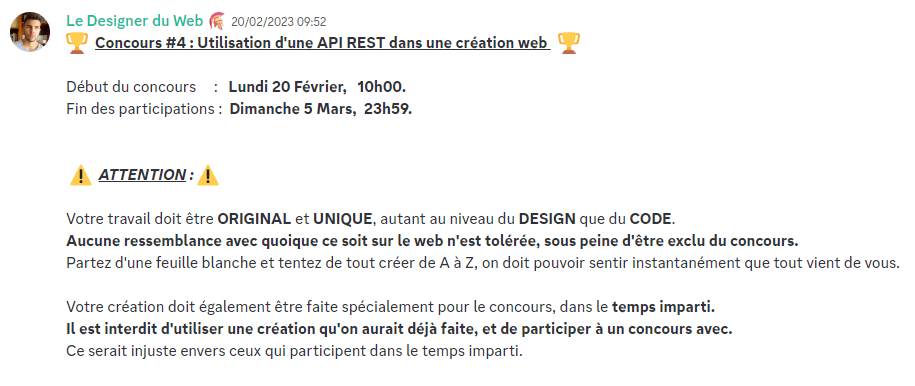 Le Designer du Web 20/02/2023 09:52
Concours #4 : Utilisation d'une API REST dans une création web
Début du concours : Lundi 20 Février, 10h00.
Fin des participations : Dimanche 5 Mars, 23h59.
ATTENTION :
Votre travail doit être ORIGINAL et UNIQUE, autant au niveau du DESIGN que du CODE.
Aucune ressemblance avec quoique ce soit sur le web n'est tolérée, sous peine d'être exclu du concours.
Partez d'une feuille blanche et tentez de tout créer de A à Z, on doit pouvoir sentir instantanément que tout vient de vous.
Votre création doit également être faite spécialement pour le concours, dans le temps imparti.
Il est interdit d'utiliser une création qu'on aurait déjà faite, et de participer à un concours avec.
Ce serait injuste envers ceux qui participent dans le temps imparti.